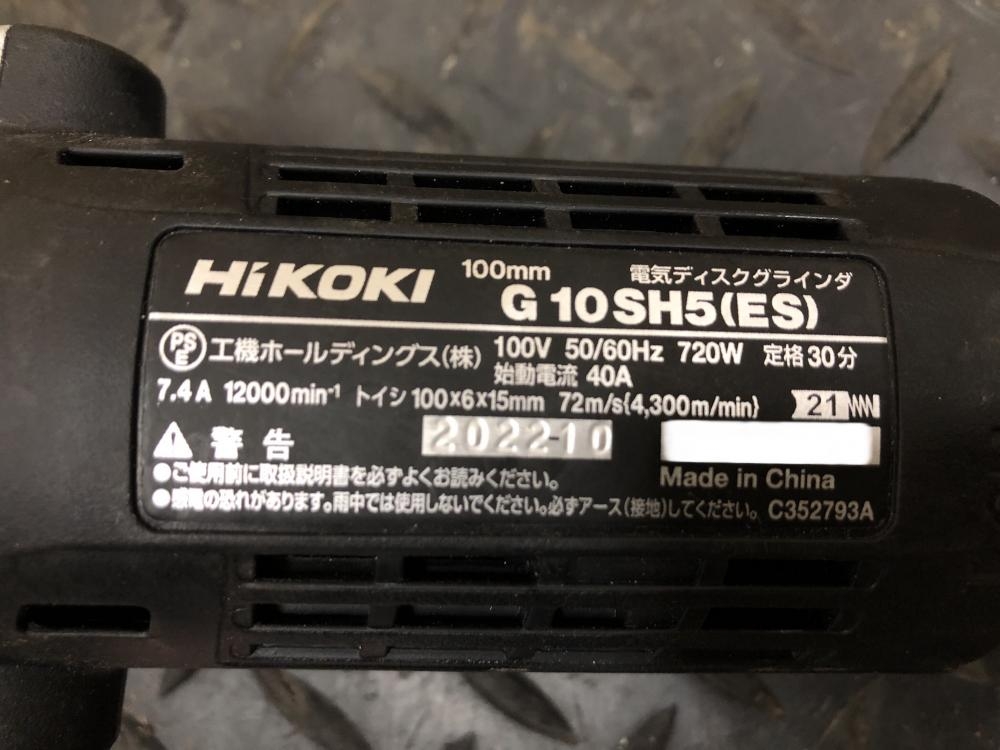 HiKOKI 100mm 電気ディスクグラインダ
G 10SH5(ES)
PSE 工機ホールディングス(株) 100V 50/60Hz 720W 定格30分
始動電流 40A
7.4A 12000min⁻¹ トイシ 100×6×15mm 72m/s{4,300m/min} 21
警告 2022-10
●ご使用前に取扱説明書を必ずよくお読みください。 Made in China
●感電の恐れがあります。雨中では使用しないでください。必ずアース(接地)してください。 C352793A